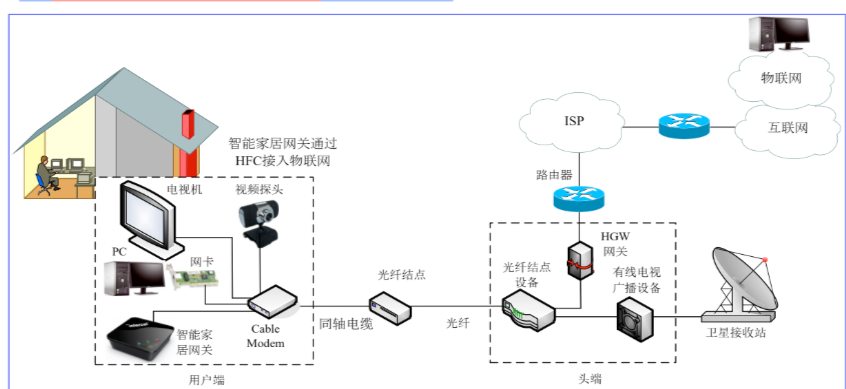 物联网
ISP
互联网
智能家居网关通过
HFC接入物联网
路由器
电视机
视频探头
HGW
网关
PC
网卡
光纤结点
光纤结点
设备
有线电视
广播设备
智能家
居网关
Cable
Modem
同轴电缆
光纤
卫星接收站
用户端
头端